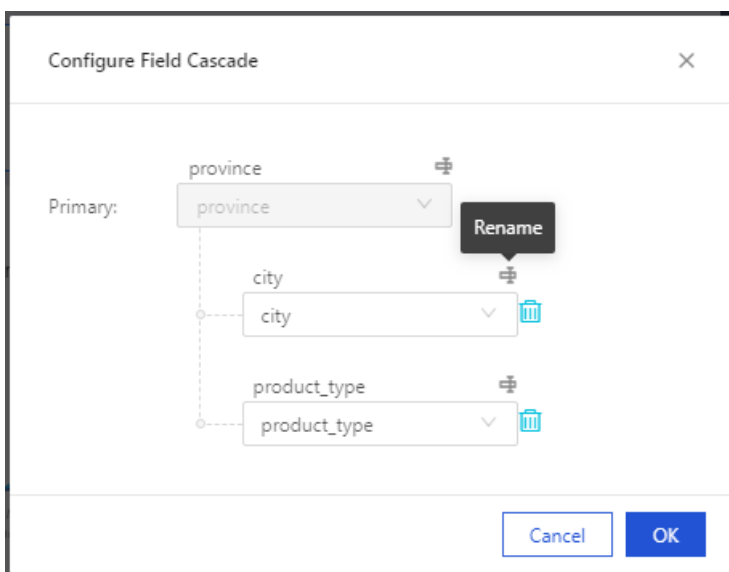 Configure Field Cascade
province
Primary:
province
Rename
city
city
product_type
product_type
Cancel
OK